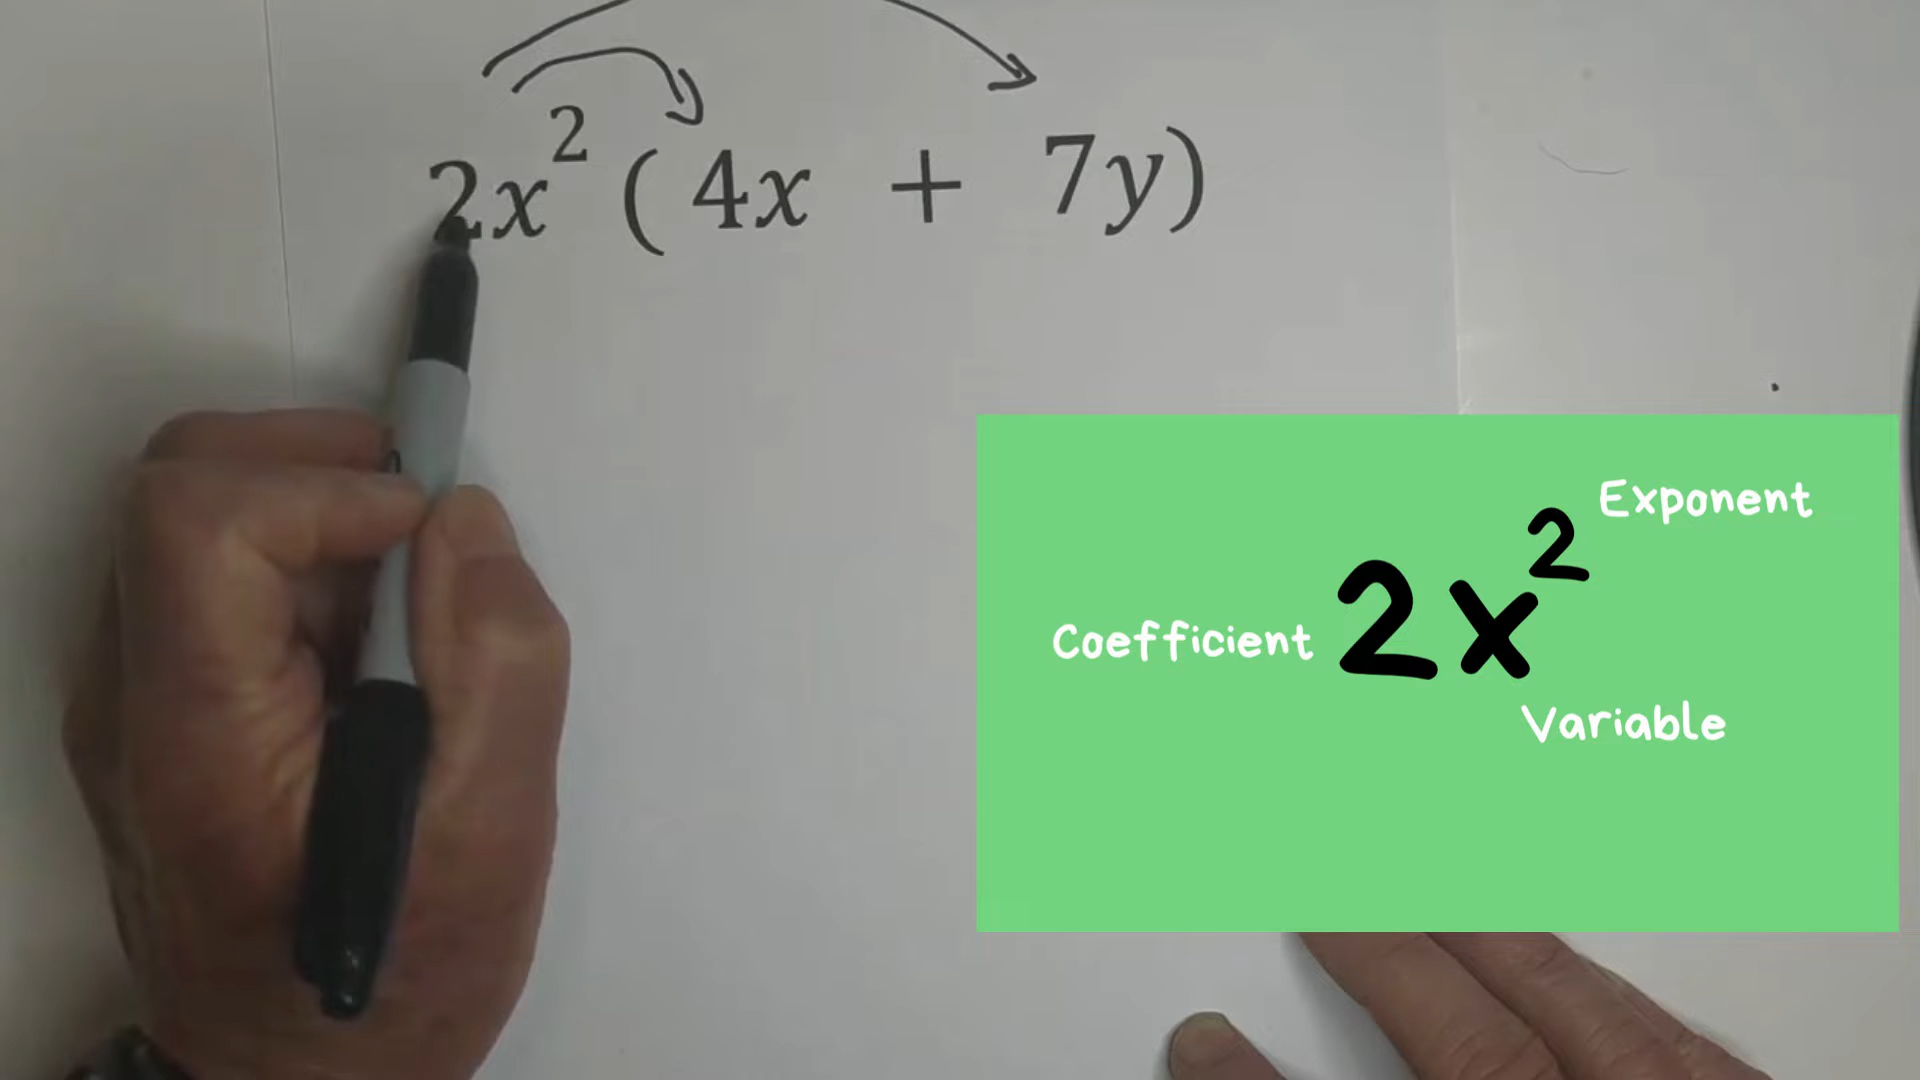 2x² ( 4x + 7y)
Exponent
Coefficient 2x²
Variable